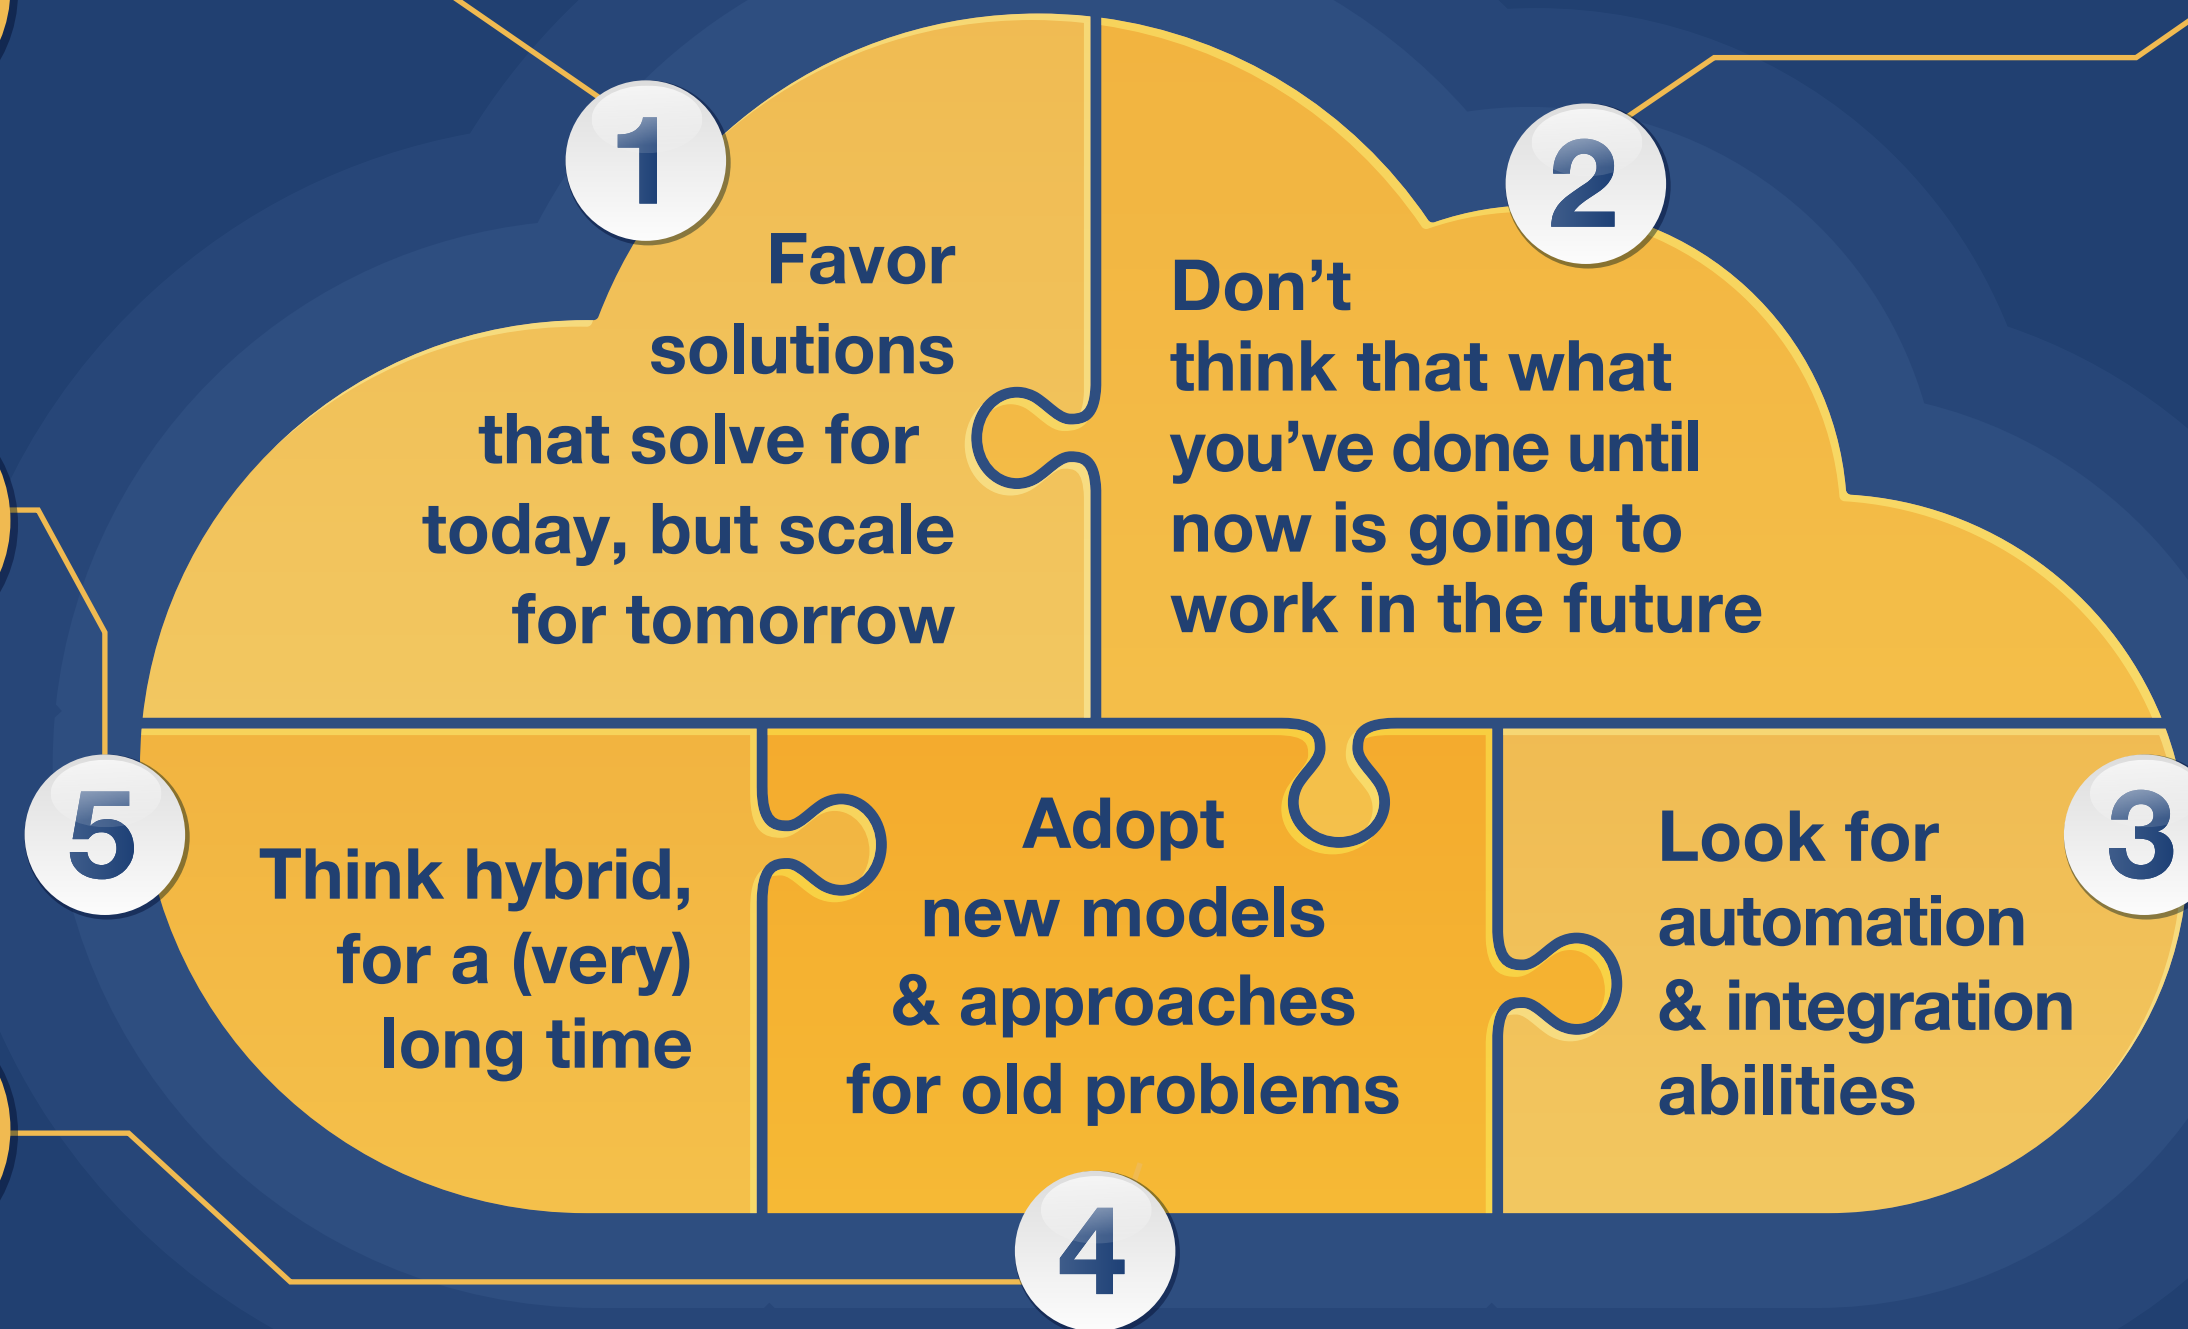 1
Favor
solutions
that solve for
today, but scale
for tomorrow
2
Don’t
think that what
you’ve done until
now is going to
work in the future
3
Look for
automation
& integration
abilities
4
Adopt
new models
& approaches
for old problems
5
Think hybrid,
for a (very)
long time